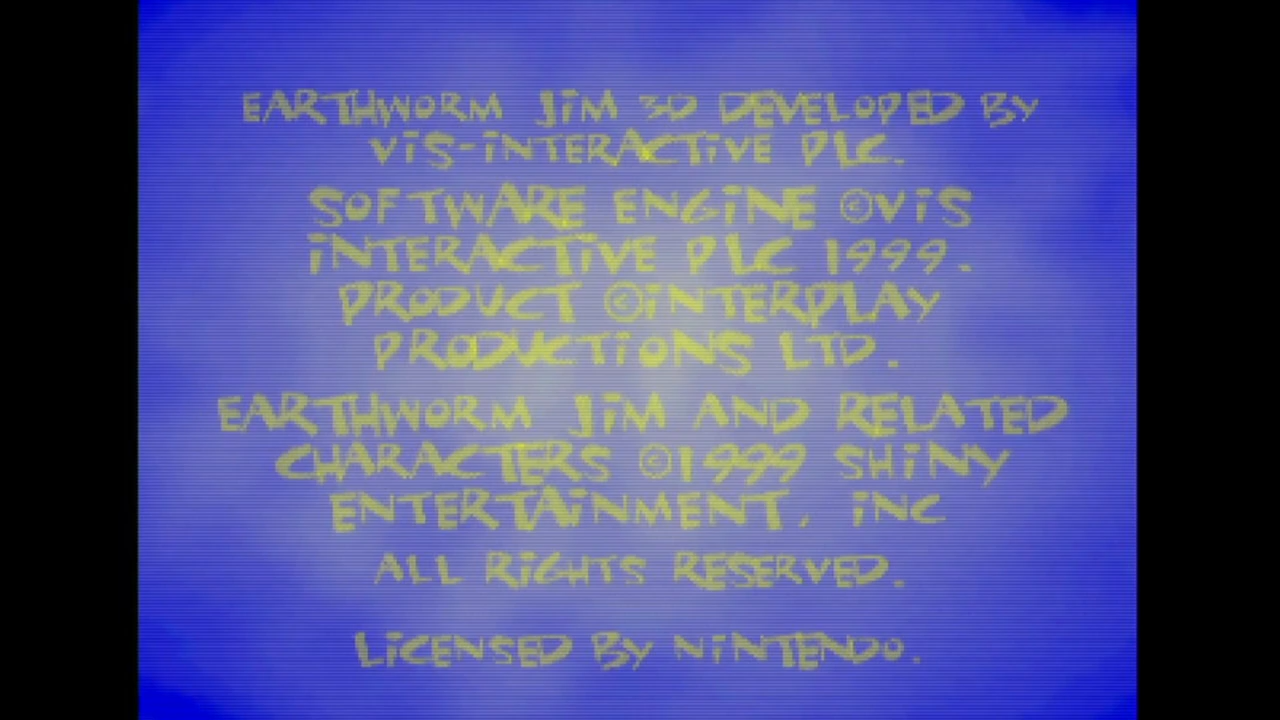 EARTHWORM JiM 3D DEVELOPED BY
ViS-iNTERACTiVE PLC.
SOFTWARE ENGiNE ©ViS
iNTERACTiVE PLC 1999.
PRODUCT ©iNTERPLAY
PRODUCTiONS LTD.
EARTHWORM JiM AND RELATED
CHARACTERS ©1999 SHiNY
ENTERTAiNMENT, iNC
ALL RiGHTS RESERVED.
LiCENSED BY NiNTENDO.